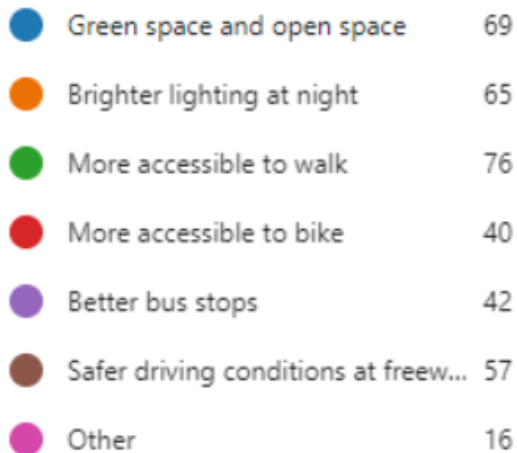 Green space and open space 69
Brighter lighting at night 65
More accessible to walk 76
More accessible to bike 40
Better bus stops 42
Safer driving conditions at freew... 57
Other 16